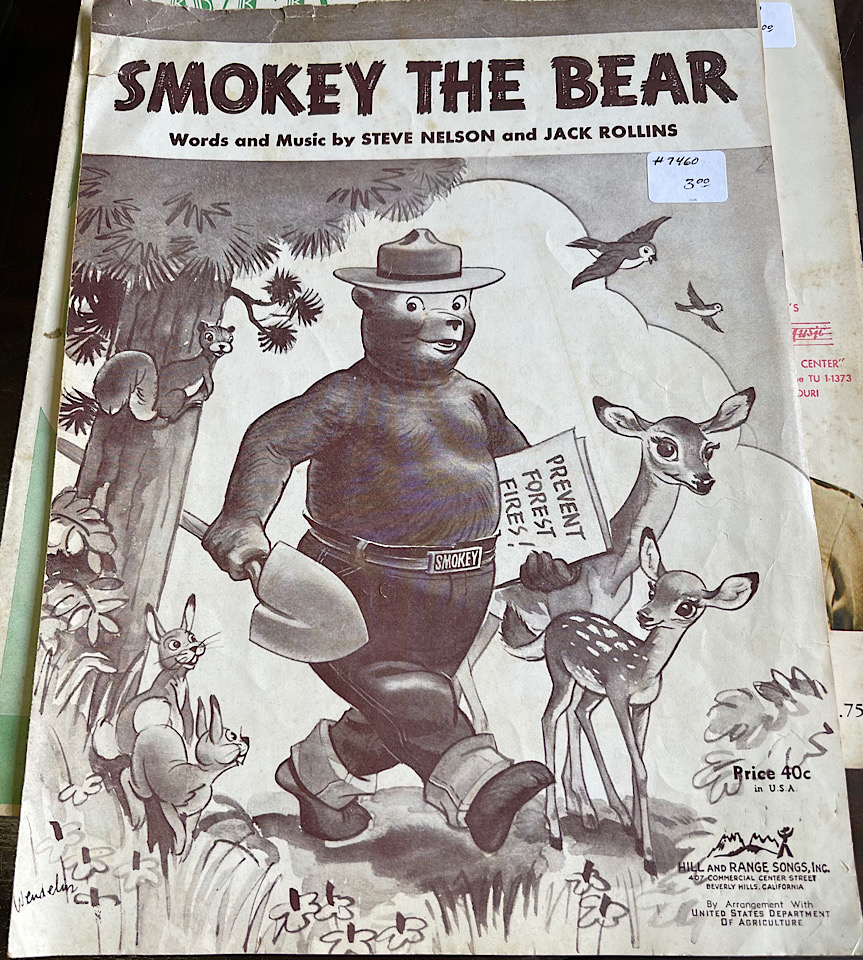 SMOKEY THE BEAR
Words and Music by STEVE NELSON and JACK ROLLINS
#7460
3.00
PREVENT
FOREST
FIRES!
SMOKEY
'S
CENTER"
TU 1-1373
.75
Price 40c
in U.S.A.
HILL AND RANGE SONGS, INC.
407 COMMERCIAL CENTER STREET
BEVERLY HILLS, CALIFORNIA
By Arrangement With
UNITED STATES DEPARTMENT
OF AGRICULTURE
Wendelin